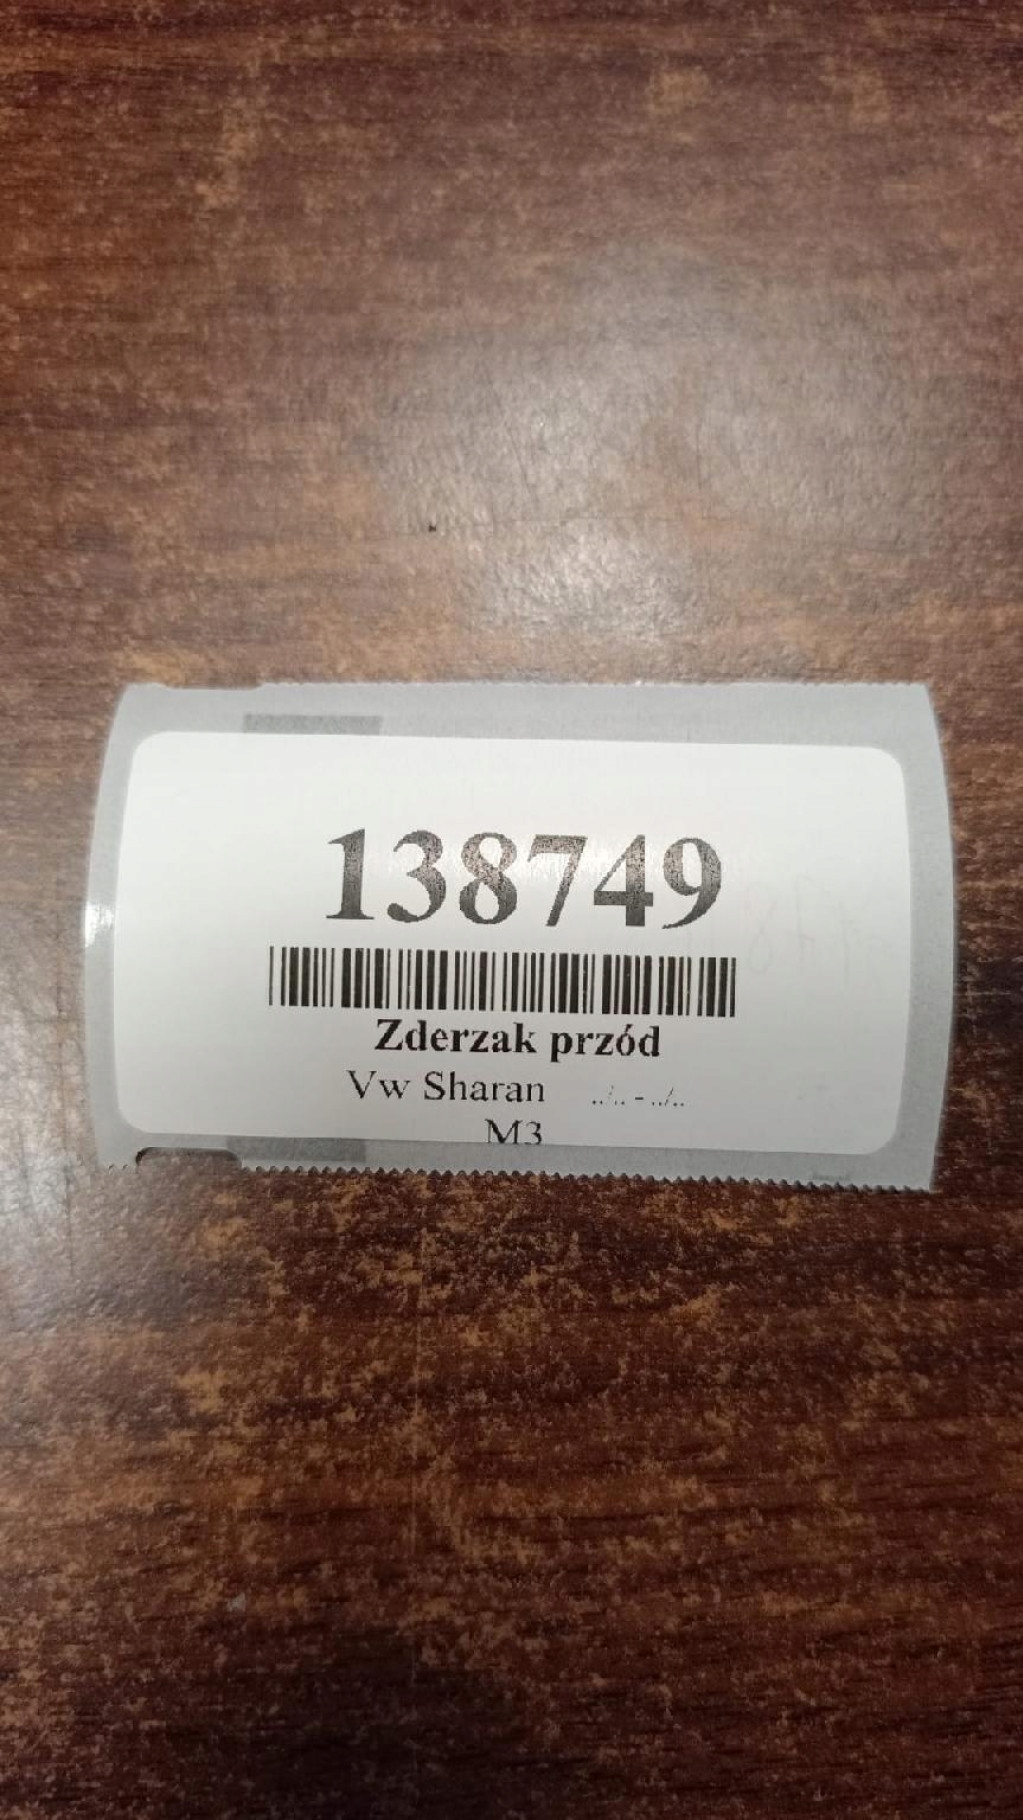 138749
Zderzak przód
Vw Sharan ../.. - ../..
M3